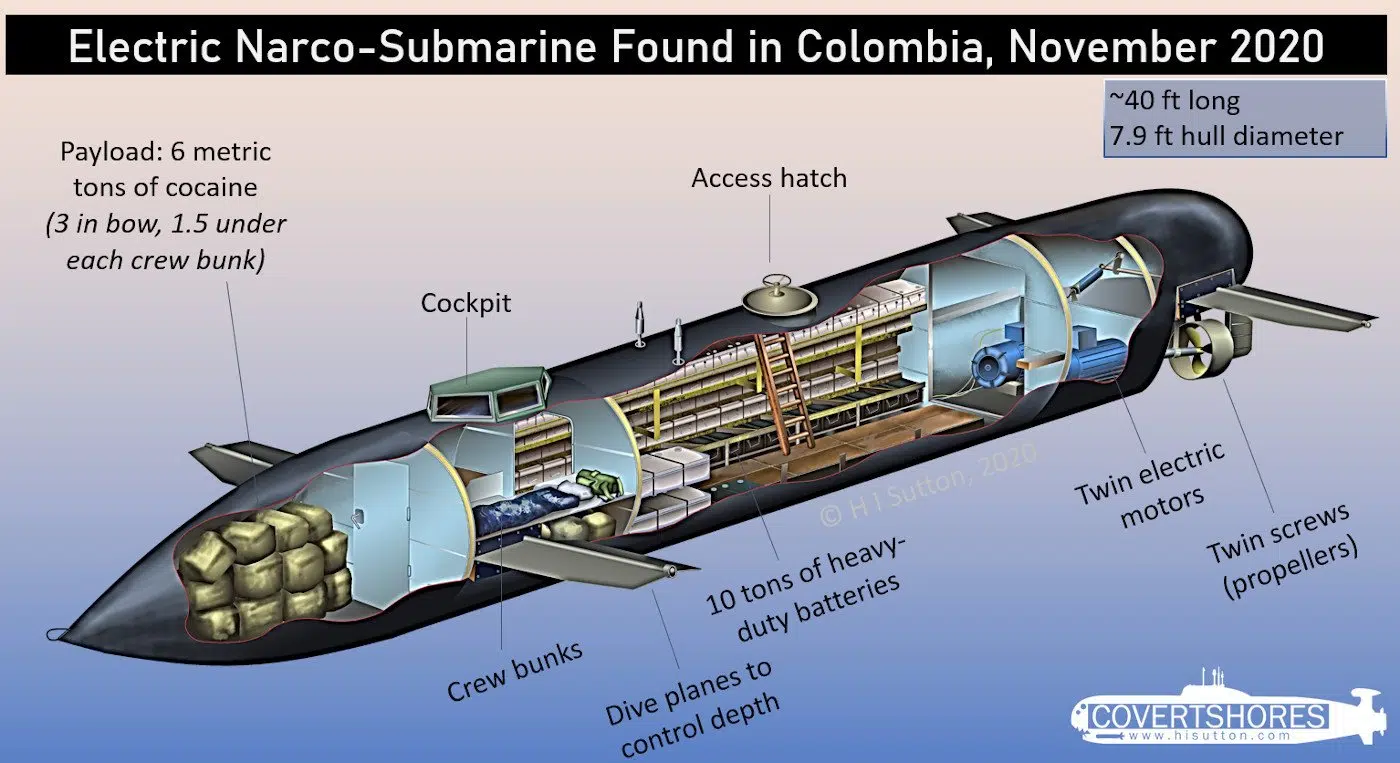 Electric Narco-Submarine Found in Colombia, November 2020
~40 ft long
7.9 ft hull diameter
Payload: 6 metric
tons of cocaine
(3 in bow, 1.5 under
each crew bunk)
Access hatch
Cockpit
© H I Sutton, 2020
Twin electric
motors
Twin screws
(propellers)
10 tons of heavy-
duty batteries
Crew bunks
Dive planes to
control depth
COVERTSHORES
www.hisutton.com